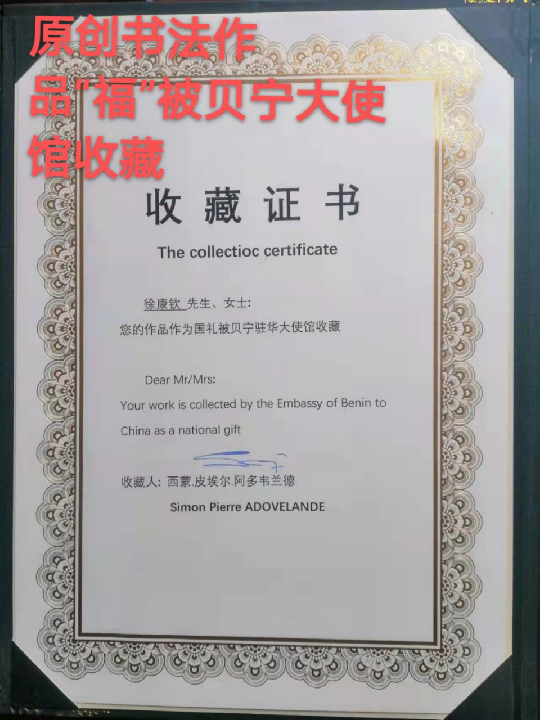 原创书法作
品“福”被贝宁大使
馆收藏
收藏证书
The collectioc certificate
徐康钦 先生、女士:
您的作品作为国礼被贝宁驻华大使馆收藏
Dear Mr/Mrs:
Your work is collected by the Embassy of Benin to
China as a national gift
收藏人: 西蒙.皮埃尔.阿多韦兰德
Simon Pierre ADOVELANDE